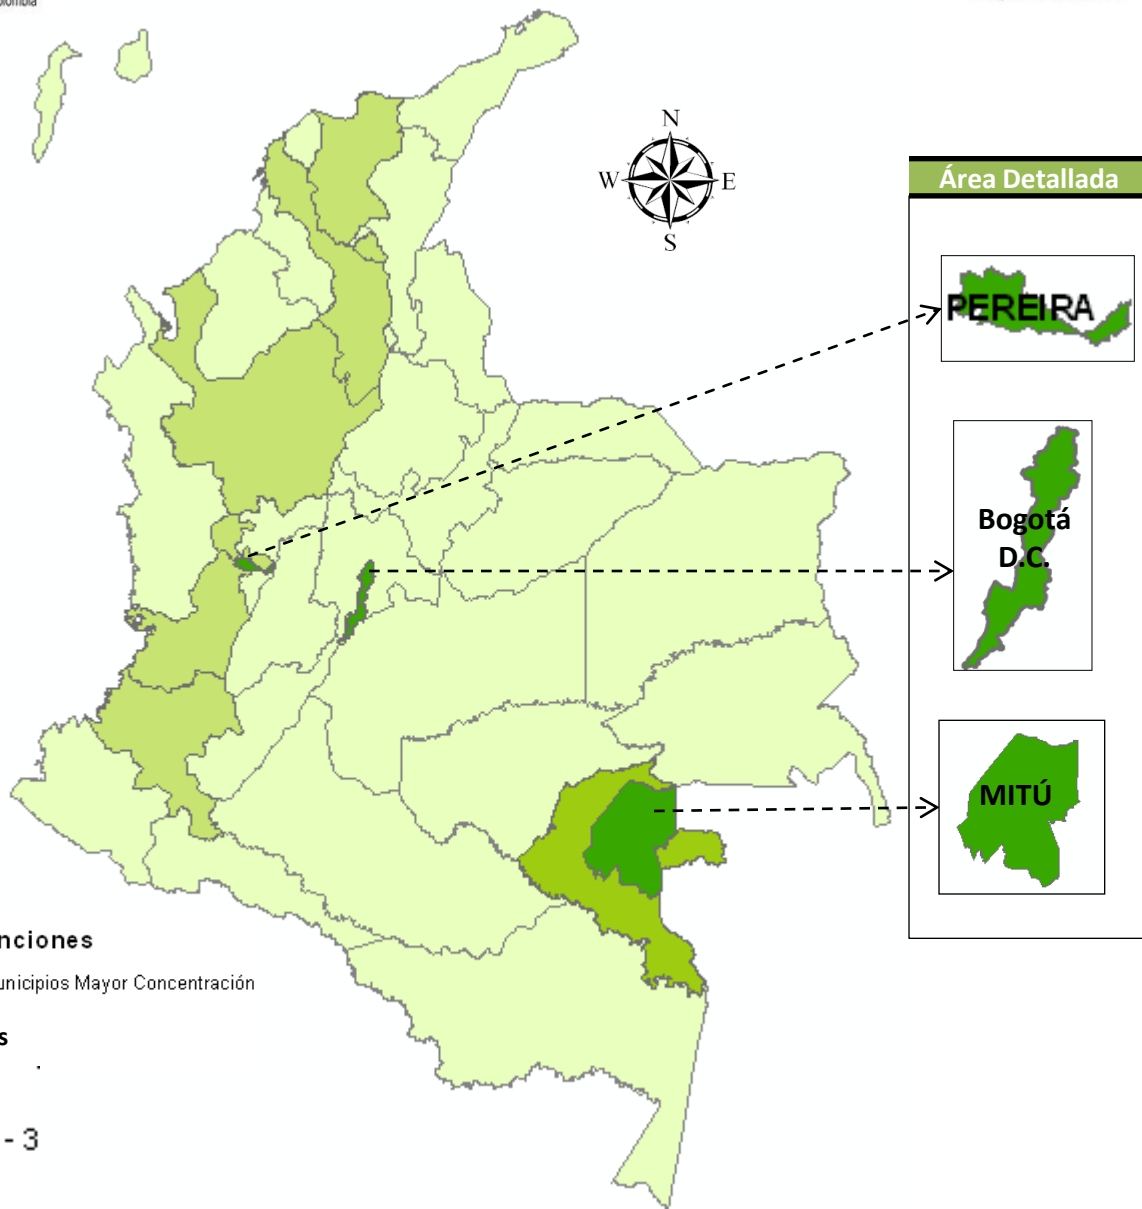 N
W
E
S
Área Detallada
PEREIRA
Bogotá
D.C.
MITÚ
nciones
unicipios Mayor Concentración
s
- 3